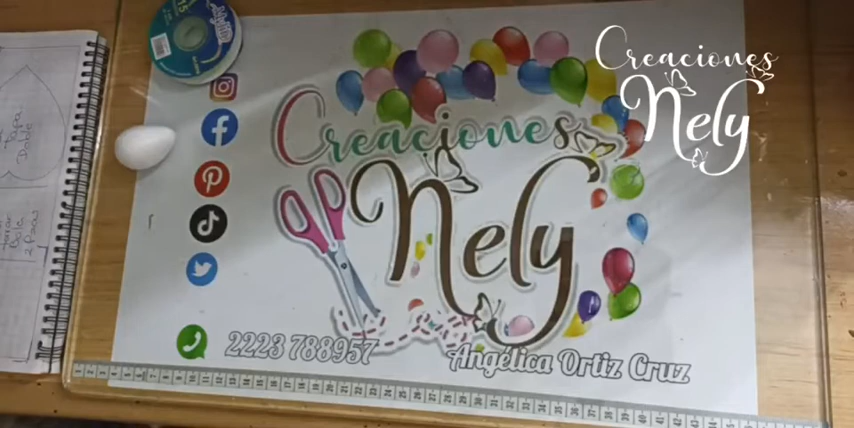 Creaciones
Nely
Creaciones
Nely
2223 788957
Angélica Ortiz Cruz